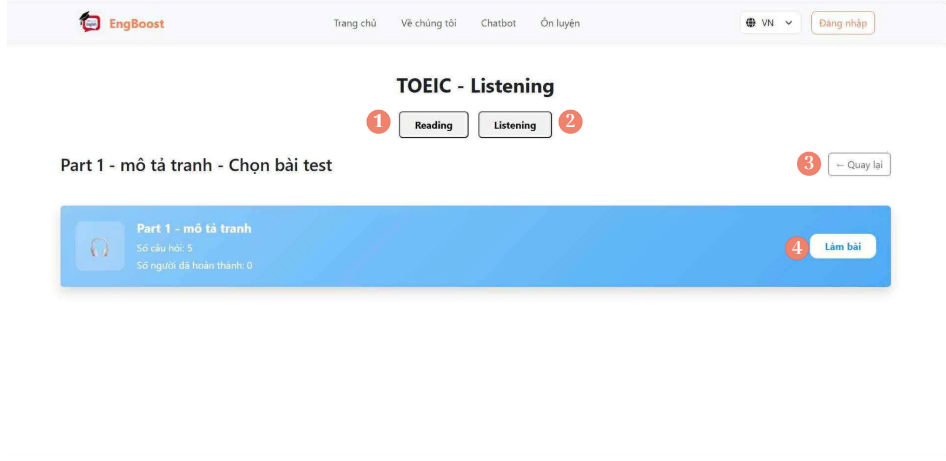 EngBoost
Trang chủ Về chúng tôi Chatbot Ôn luyện
VN
Đăng nhập
TOEIC - Listening
1 Reading Listening 2
Part 1 - mô tả tranh - Chọn bài test
3 ← Quay lại
Part 1 - mô tả tranh
Số câu hỏi: 5
Số người đã hoàn thành: 0
4 Làm bài